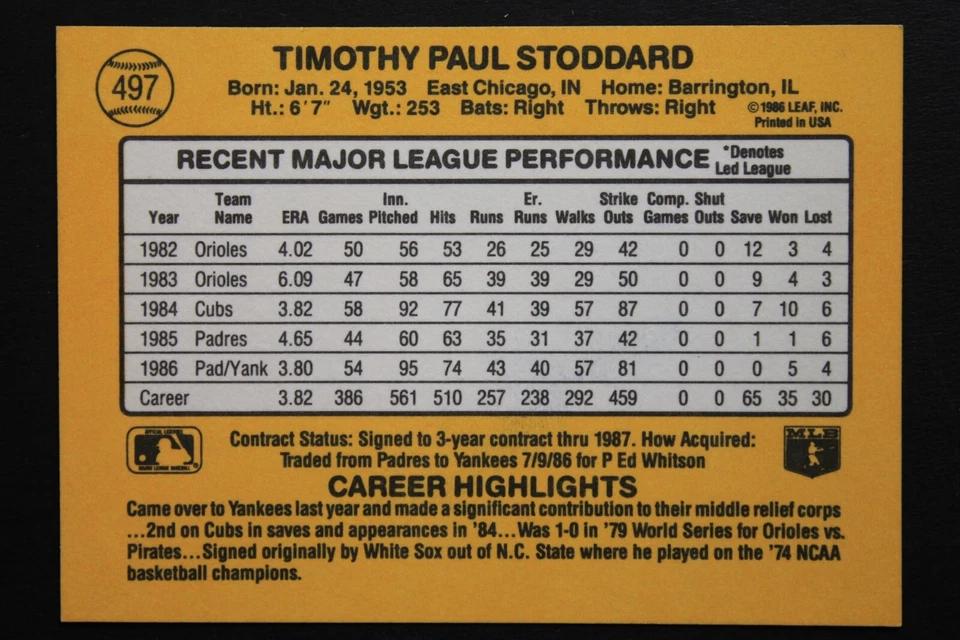 497
TIMOTHY PAUL STODDARD
Born: Jan. 24, 1953 East Chicago, IN Home: Barrington, IL
Ht.: 6'7" Wgt.: 253 Bats: Right Throws: Right
©1986 LEAF, INC.
Printed in USA
RECENT MAJOR LEAGUE PERFORMANCE *Denotes Led League
Year Team Name ERA Games Inn. Pitched Hits Runs Er. Runs Walks Strike Outs Comp. Games Shut Outs Save Won Lost
1982 Orioles 4.02 50 56 53 26 25 29 42 0 0 12 3 4
1983 Orioles 6.09 47 58 65 39 39 29 50 0 0 9 4 3
1984 Cubs 3.82 58 92 77 41 39 57 87 0 0 7 10 6
1985 Padres 4.65 44 60 63 35 31 37 42 0 0 1 1 6
1986 Pad/Yank 3.80 54 95 74 43 40 57 81 0 0 0 5 4
Career 3.82 386 561 510 257 238 292 459 0 0 65 35 30
OFFICIAL LICENSEE
MAJOR LEAGUE BASEBALL
Contract Status: Signed to 3-year contract thru 1987. How Acquired:
Traded from Padres to Yankees 7/9/86 for P Ed Whitson
MLB
CAREER HIGHLIGHTS
Came over to Yankees last year and made a significant contribution to their middle relief corps
...2nd on Cubs in saves and appearances in '84...Was 1-0 in '79 World Series for Orioles vs.
Pirates...Signed originally by White Sox out of N.C. State where he played on the '74 NCAA
basketball champions.